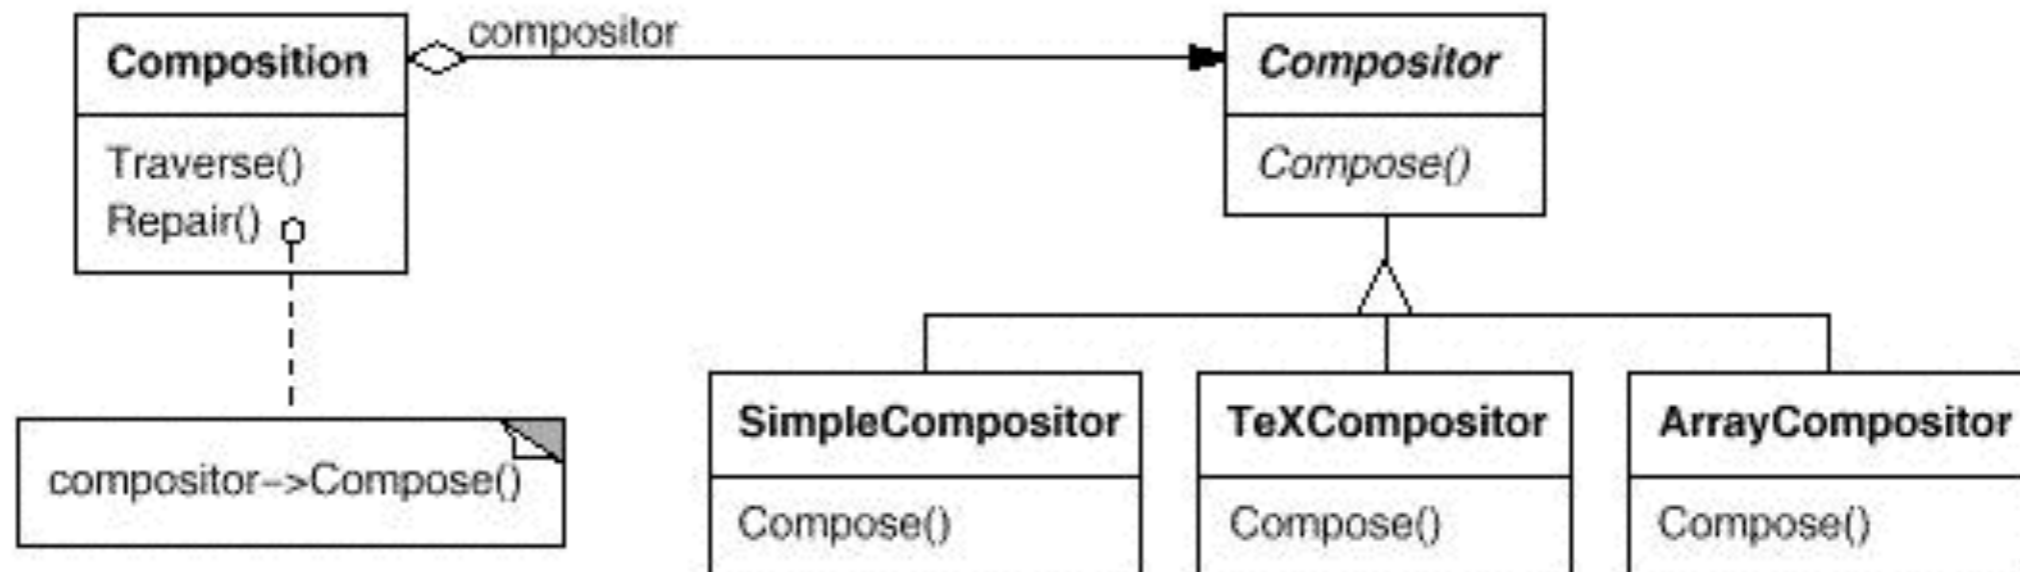 Composition
Traverse()
Repair()
compositor
Compositor
Compose()
compositor–>Compose()
SimpleCompositor
Compose()
TeXCompositor
Compose()
ArrayCompositor
Compose()